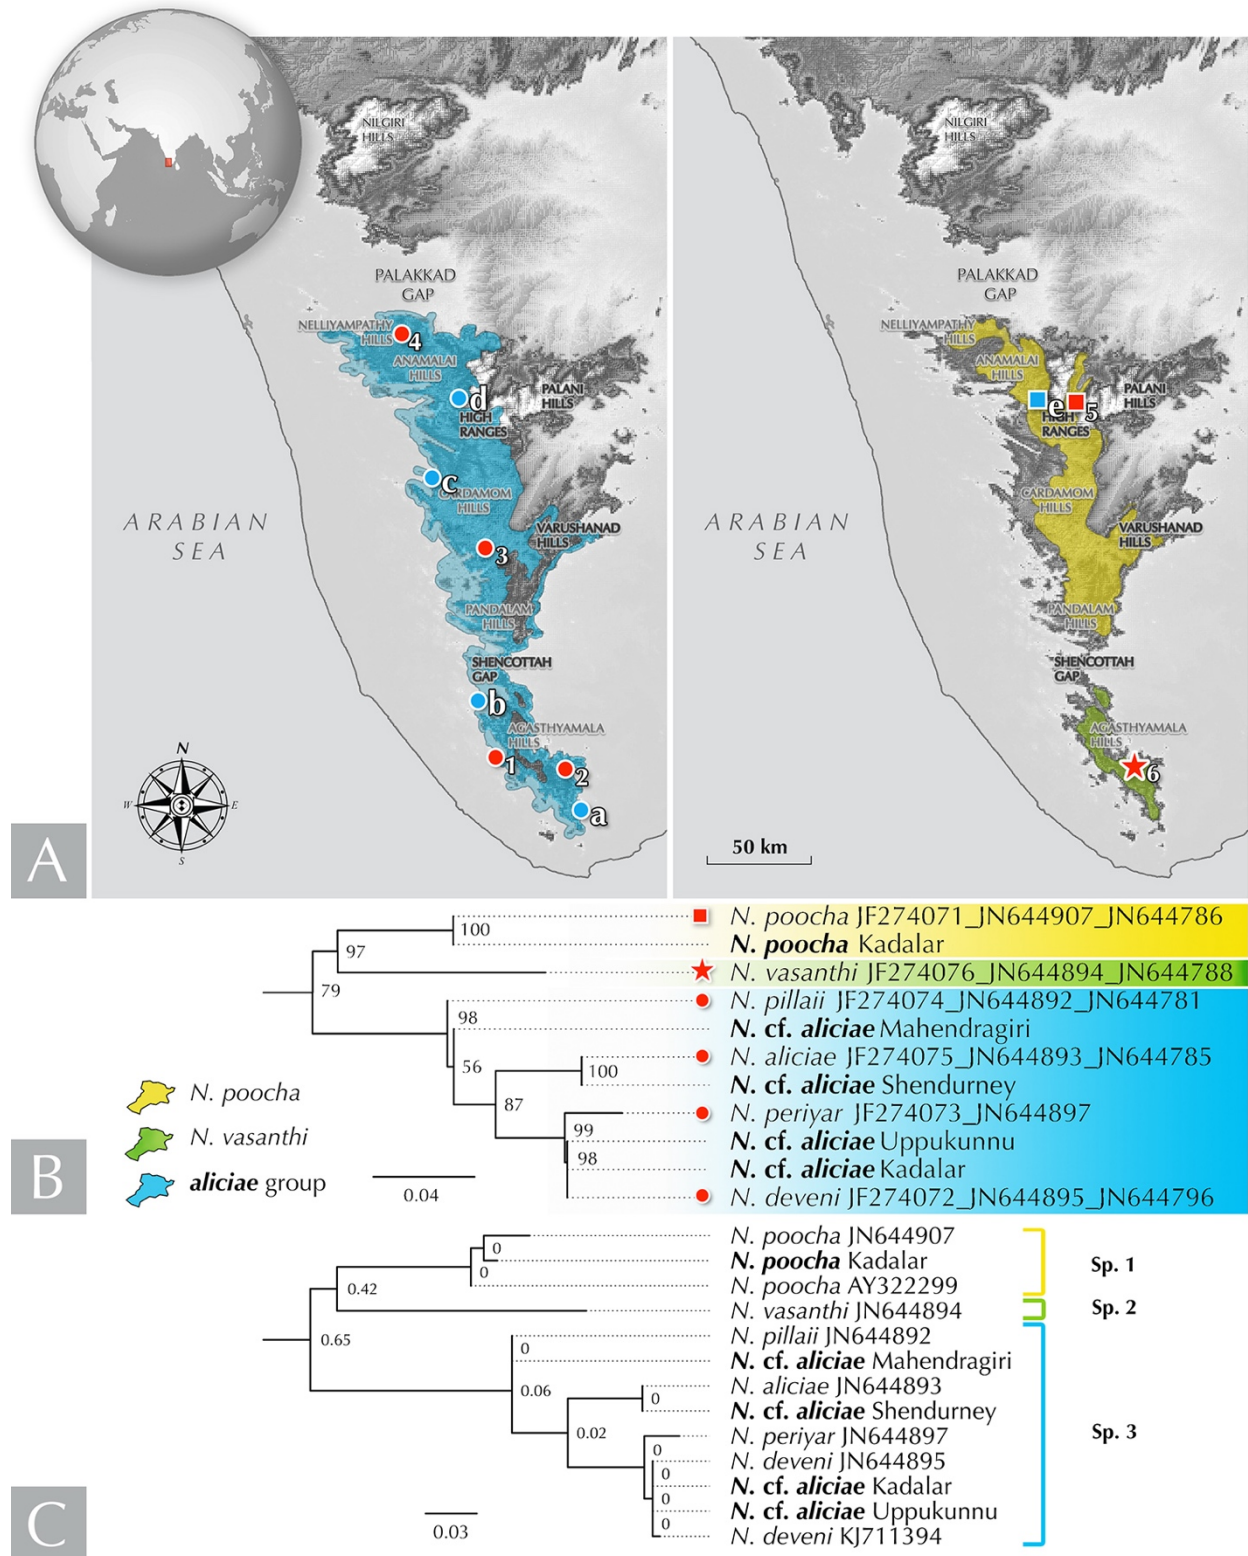 NILGIRI
HILLS
PALAKKAD
GAP
NELLIYAMPATHY
HILLS
4
ANAMALAI
HILLS
d
PALANI
HILLS
HIGH
RANGES
c
CARDAMOM
HILLS
ARABIAN
SEA
VARUSHANAD
HILLS
3
PANDALAM
HILLS
SHENCOTTAH
GAP
b
AGASTHYAMALA
HILLS
1
2
a
N
W
E
S
A
NILGIRI
HILLS
PALAKKAD
GAP
NELLIYAMPATHY
HILLS
ANAMALAI
HILLS
PALANI
HILLS
e
5
HIGH
RANGES
CARDAMOM
HILLS
ARABIAN
SEA
VARUSHANAD
HILLS
PANDALAM
HILLS
SHENCOTTAH
GAP
AGASTHYAMALA
HILLS
6
50 km
N. poocha JF274071_JN644907_JN644786
100
N. poocha Kadalar
97
N. vasanthi JF274076_JN644894_JN644788
79
N. pillaii JF274074_JN644892_JN644781
98
N. cf. aliciae Mahendragiri
N. aliciae JF274075_JN644893_JN644785
56
100
N. cf. aliciae Shendurney
N. poocha
87
N. periyar JF274073_JN644897
99
N. vasanthi
N. cf. aliciae Uppukunnu
98
N. cf. aliciae Kadalar
aliciae group
N. deveni JF274072_JN644895_JN644796
0.04
B
N. poocha JN644907
0
N. poocha Kadalar
Sp. 1
0
N. poocha AY322299
0.42
N. vasanthi JN644894
Sp. 2
0.65
N. pillaii JN644892
0
N. cf. aliciae Mahendragiri
N. aliciae JN644893
0.06
0
N. cf. aliciae Shendurney
0.02
N. periyar JN644897
Sp. 3
0
N. deveni JN644895
0
N. cf. aliciae Kadalar
0
N. cf. aliciae Uppukunnu
0
N. deveni KJ711394
0.03
C